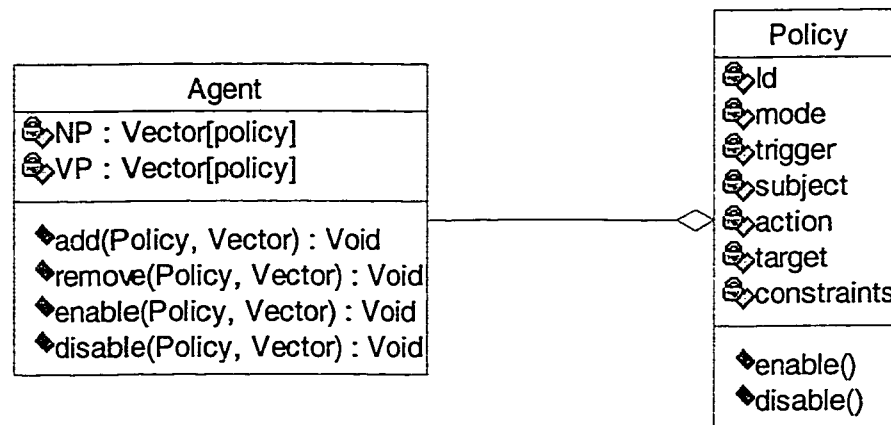 Agent
NP : Vector[policy]
VP : Vector[policy]
add(Policy, Vector) : Void
remove(Policy, Vector) : Void
enable(Policy, Vector) : Void
disable(Policy, Vector) : Void
Policy
Id
mode
trigger
subject
action
target
constraints
enable()
disable()